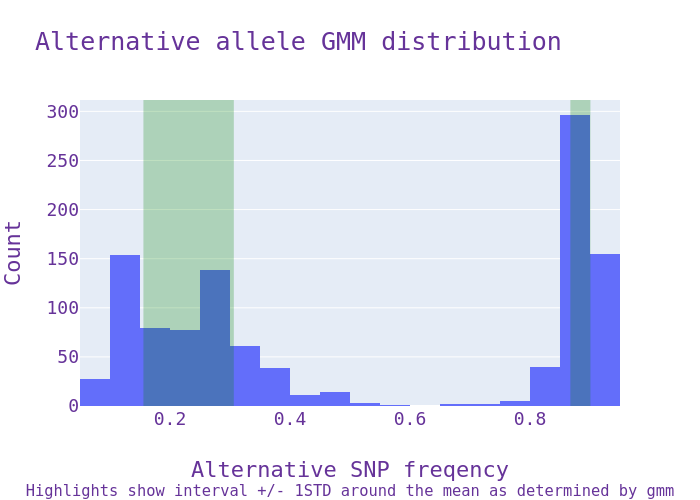 Alternative allele GMM distribution
300
250
200
150
100
50
0
Count
0.2 0.4 0.6 0.8
Alternative SNP freqency
Highlights show interval +/- 1STD around the mean as determined by gmm